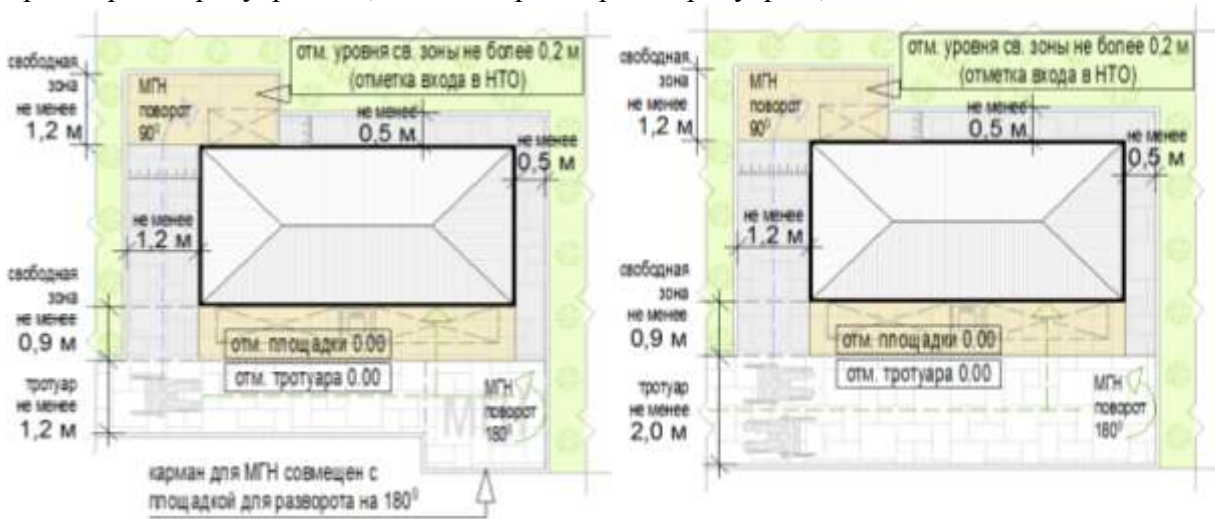 отм. уровня св. зоны не более 0,2 м
(отметка входа в НТО)
свободная
зона
не менее
1,2 м
МГН
поворот
90⁰
не менее
0,5 м
не менее
0,5 м
не менее
1,2 м
свободная
зона
не менее
0,9 м
отм. площадки 0.00
отм. тротуара 0.00
тротуар
не менее
1,2 м
МГН
поворот
180⁰
карман для МГН совмещен с
площадкой для разворота на 180⁰
отм. уровня св. зоны не более 0,2 м
(отметка входа в НТО)
свободная
зона
не менее
1,2 м
МГН
поворот
90⁰
не менее
0,5 м
не менее
0,5 м
не менее
1,2 м
свободная
зона
не менее
0,9 м
отм. площадки 0.00
отм. тротуара 0.00
тротуар
не менее
2,0 м
МГН
поворот
180⁰